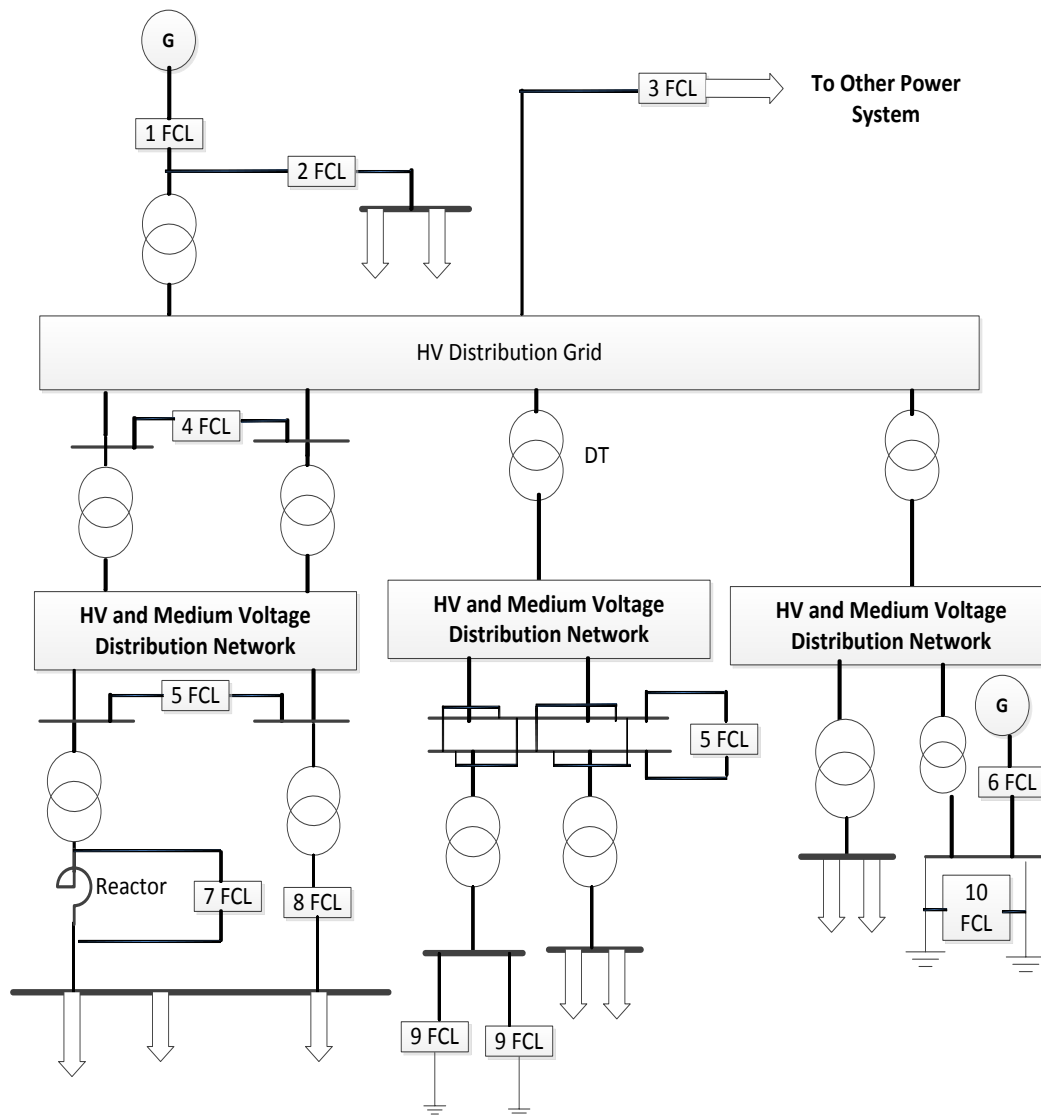 G
1 FCL
2 FCL
3 FCL
To Other Power
System
HV Distribution Grid
4 FCL
DT
HV and Medium Voltage
Distribution Network
HV and Medium Voltage
Distribution Network
HV and Medium Voltage
Distribution Network
5 FCL
5 FCL
G
6 FCL
Reactor
7 FCL
8 FCL
10
FCL
9 FCL
9 FCL